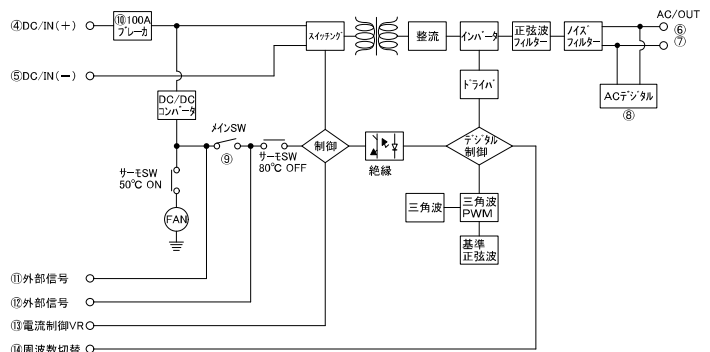 ④DC/IN(+)
⑩100A
ブレーカ
スイッチング
整流
インバータ
正弦波
フィルター
ノイズ
フィルター
AC/OUT
⑥
⑦
⑤DC/IN(−)
DC/DC
コンバータ
ドライバ
ACデジタル
⑧
メインSW
⑨
サーモSW
80℃ OFF
制御
絶縁
デジタル
制御
サーモSW
50℃ ON
FAN
三角波
三角波
PWM
基準
正弦波
⑪外部信号
⑫外部信号
⑬電流制御VR
⑭周波数切替